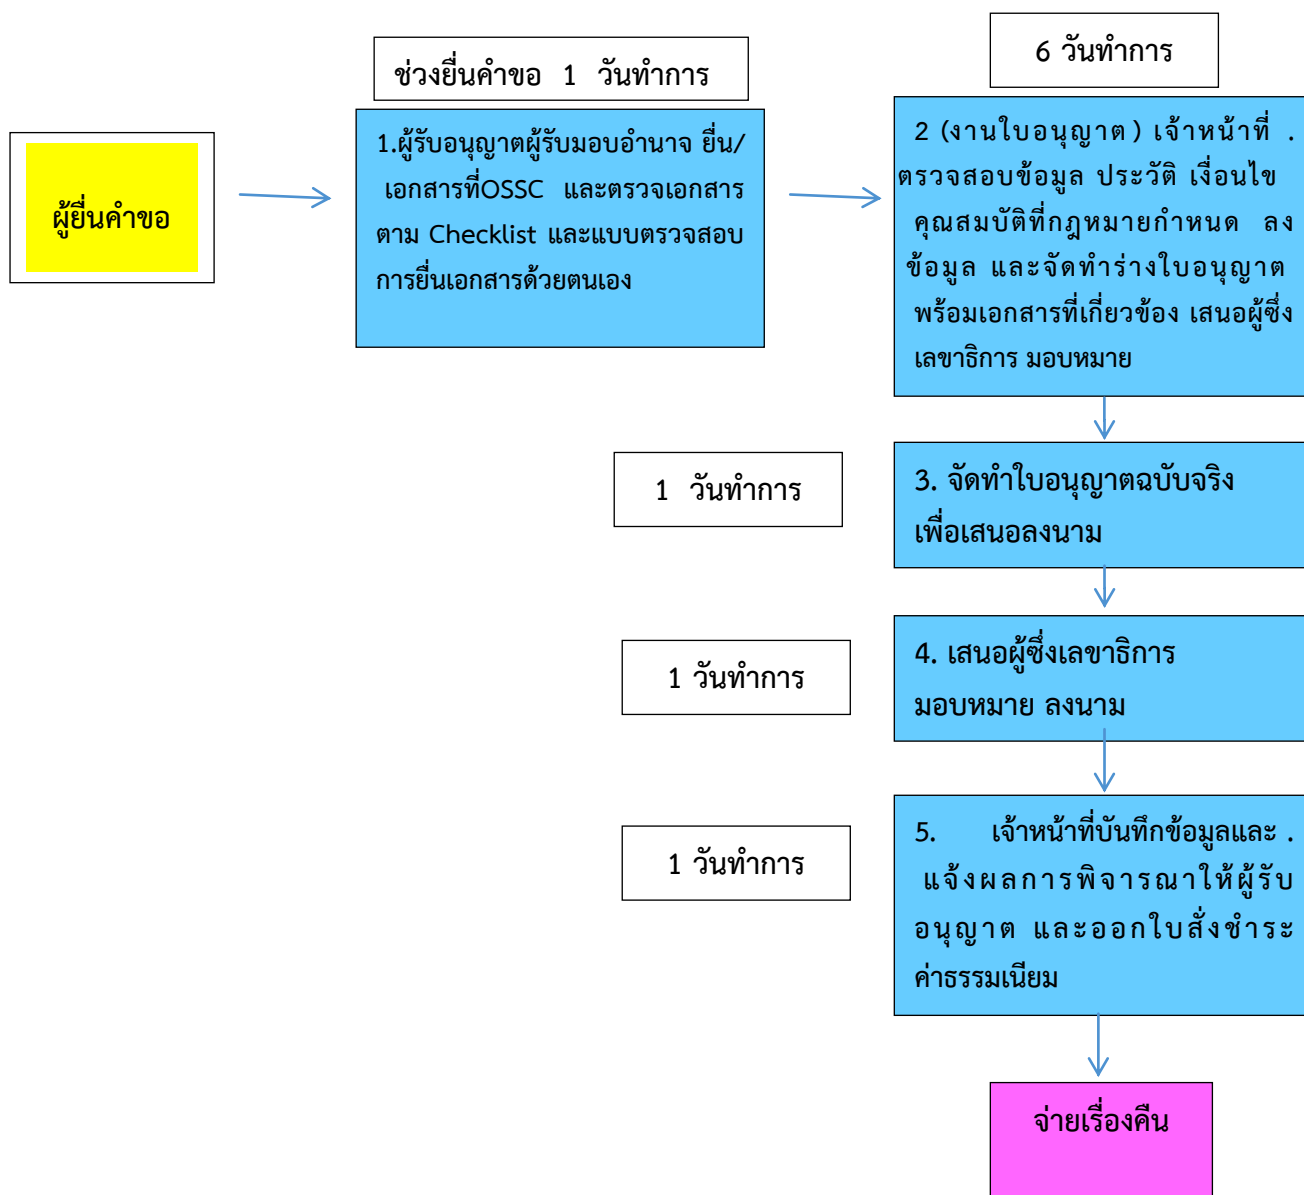 ผู้ยื่นคำขอ
ช่วงยื่นคำขอ 1 วันทำการ
1.ผู้รับอนุญาตผู้รับมอบอำนาจ ยื่น/
เอกสารที่OSSC และตรวจเอกสาร
ตาม Checklist และแบบตรวจสอบ
การยื่นเอกสารด้วยตนเอง
6 วันทำการ
2 (งานใบอนุญาต) เจ้าหน้าที่ .
ตรวจสอบข้อมูล ประวัติ เงื่อนไข
คุณสมบัติที่กฎหมายกำหนด ลง
ข้อมูล และจัดทำร่างใบอนุญาต
พร้อมเอกสารที่เกี่ยวข้อง เสนอผู้ซึ่ง
เลขาธิการ มอบหมาย
1 วันทำการ
3. จัดทำใบอนุญาตฉบับจริง
เพื่อเสนอลงนาม
1 วันทำการ
4. เสนอผู้ซึ่งเลขาธิการ
มอบหมาย ลงนาม
1 วันทำการ
5. เจ้าหน้าที่บันทึกข้อมูลและ .
แจ้งผลการพิจารณาให้ผู้รับ
อนุญาต และออกใบสั่งชำระ
ค่าธรรมเนียม
จ่ายเรื่องคืน